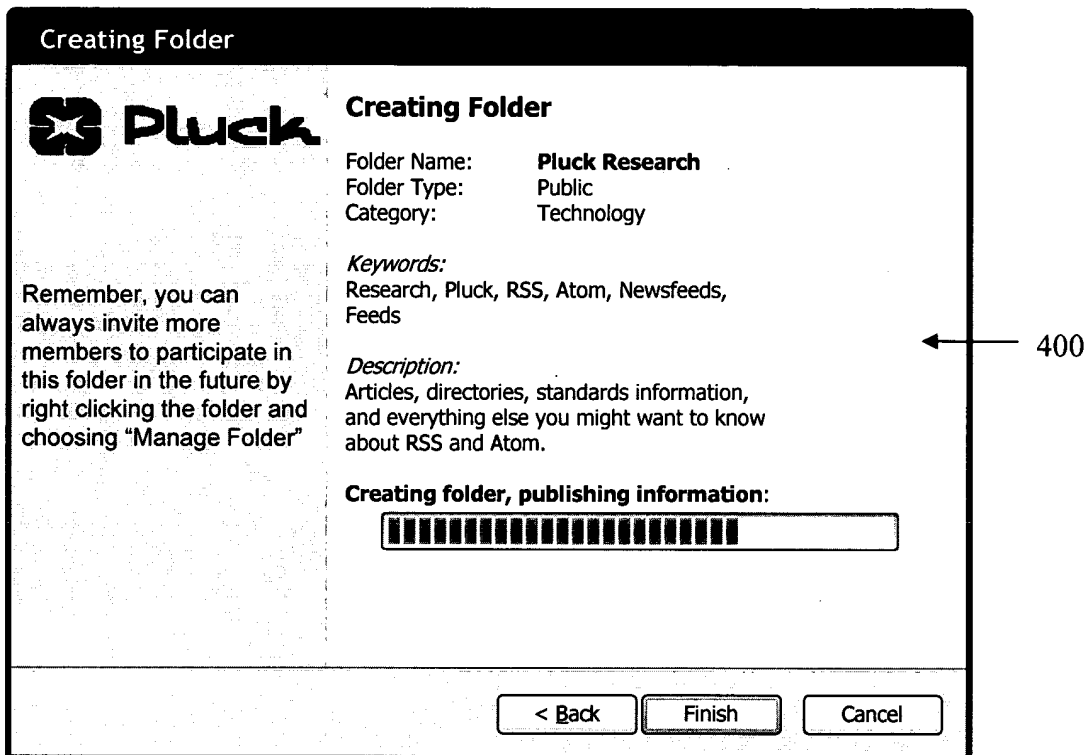 Creating Folder
Pluck
Remember, you can
always invite more
members to participate in
this folder in the future by
right clicking the folder and
choosing “Manage Folder”
Creating Folder
Folder Name: Pluck Research
Folder Type: Public
Category: Technology
Keywords:
Research, Pluck, RSS, Atom, Newsfeeds,
Feeds
Description:
Articles, directories, standards information,
and everything else you might want to know
about RSS and Atom.
Creating folder, publishing information:
400
< Back Finish Cancel